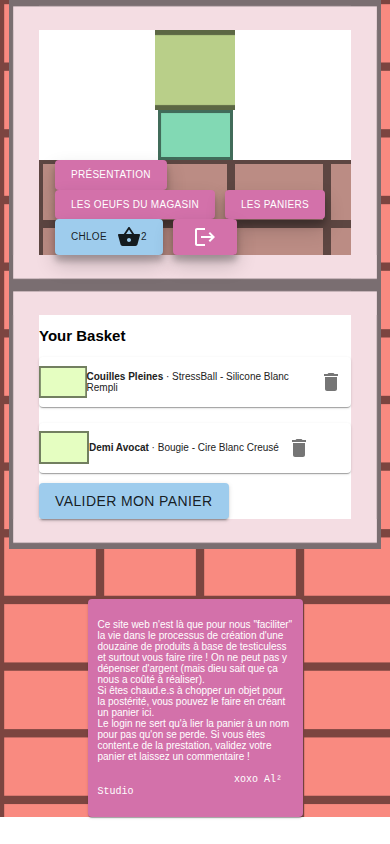 PRÉSENTATION
LES OEUFS DU MAGASIN
LES PANIERS
CHLOE 2
Your Basket
Couilles Pleines · StressBall - Silicone Blanc
Rempli
Demi Avocat · Bougie - Cire Blanc Creusé
VALIDER MON PANIER
Ce site web n'est là que pour nous "faciliter"
la vie dans le processus de création d'une
douzaine de produits à base de testicules
et surtout vous faire rire ! On ne peut pas y
dépenser d'argent (mais dieu sait que ça
nous a coûté à réaliser).
Si êtes chaud.e.s à chopper un objet pour
la postérité, vous pouvez le faire en créant
un panier ici.
Le login ne sert qu'à lier la panier à un nom
pour pas qu'on se perde. Si vous êtes
content.e de la prestation, validez votre
panier et laissez un commentaire !
xoxo Al²
Studio